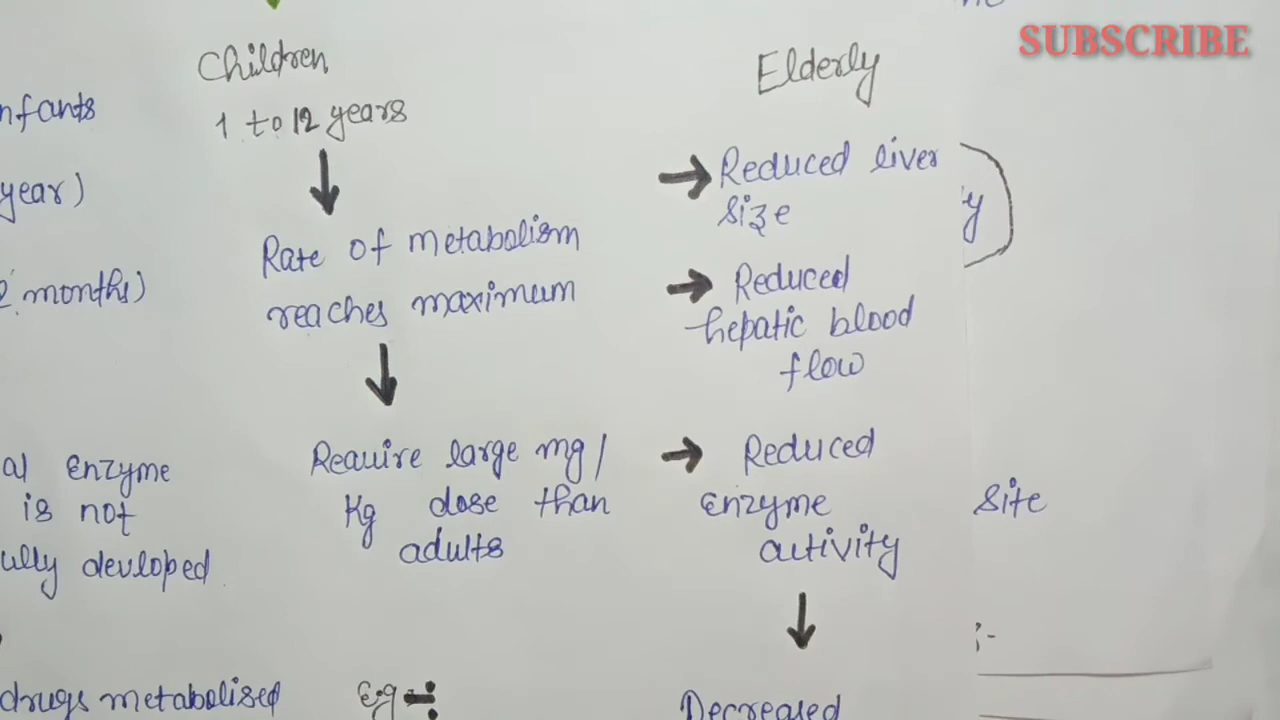 SUBSCRIBE
nfants
year)
months)
al Enzyme
is not
ully devloped
drugs metabolised
Children
1 to 12 years
Rate of metabolism
reaches maximum
Reauire large mg/
Kg dose than
adults
Eg
Elderly
Reduced liver
size
Reduced
hepatic blood
flow
Reduced
Enzyme
activity
Decreased
y
site
:-